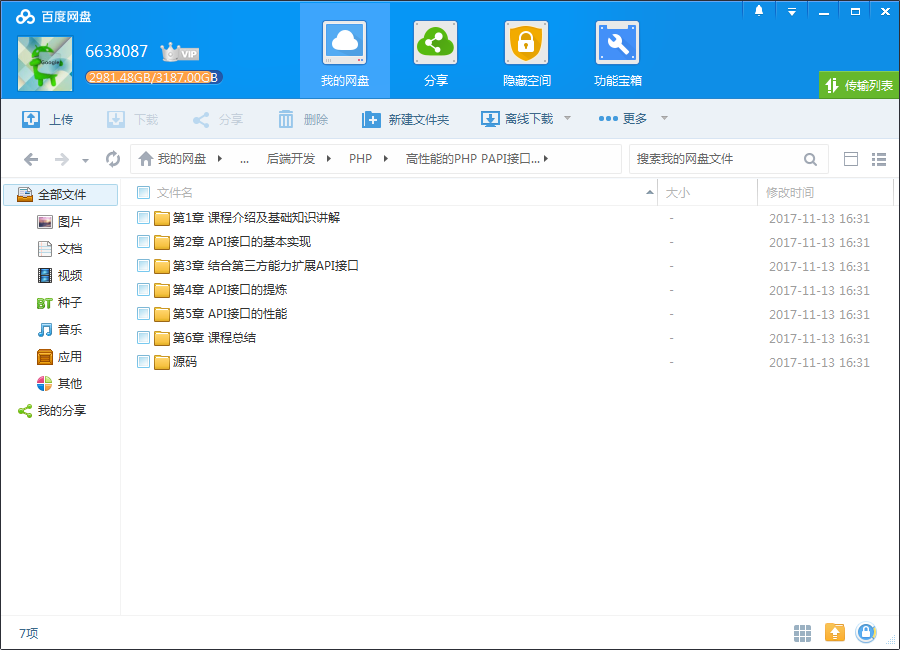 百度网盘
6638087 VIP
2981.48GB/3187.00GB
我的网盘 分享 隐藏空间 功能宝箱
传输列表
上传 下载 分享 删除 新建文件夹 离线下载 更多
我的网盘 ... 后端开发 PHP 高性能的PHP PAPI接口... 搜索我的网盘文件
全部文件
图片
文档
视频
BT 种子
音乐
应用
其他
我的分享
文件名 大小 修改时间
第1章 课程介绍及基础知识讲解 - 2017-11-13 16:31
第2章 API接口的基本实现 - 2017-11-13 16:31
第3章 结合第三方能力扩展API接口 - 2017-11-13 16:31
第4章 API接口的提炼 - 2017-11-13 16:31
第5章 API接口的性能 - 2017-11-13 16:31
第6章 课程总结 - 2017-11-13 16:31
源码 - 2017-11-13 16:31
7项